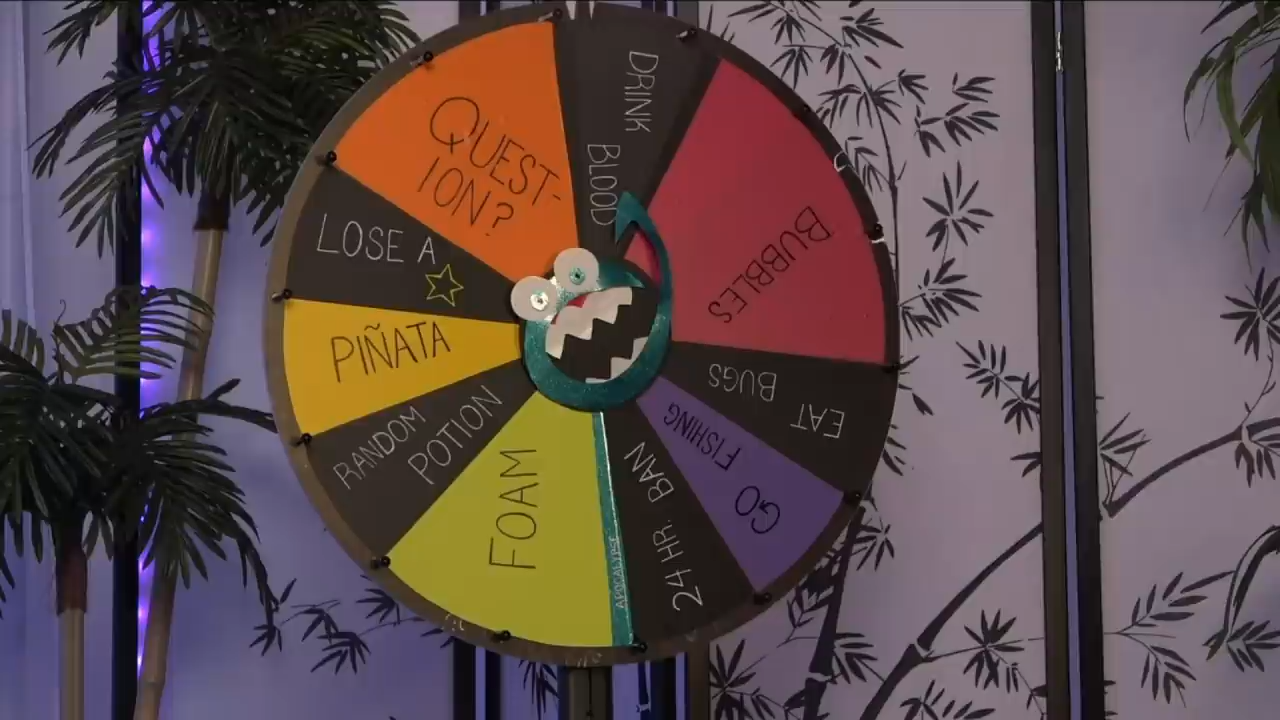 DRINK BLOOD
BUBBLES
EAT BUGS
GO FISHING
24 HR. BAN
APOCALYPSE
FOAM
RANDOM
POTION
PIÑATA
LOSE A
QUEST-
ION?